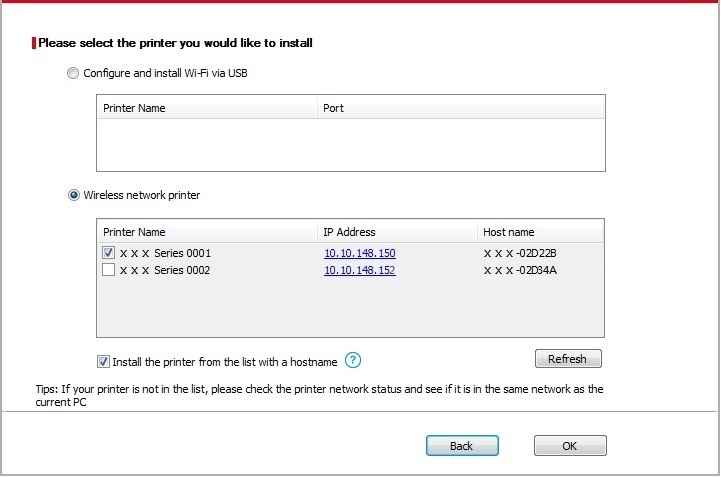 Please select the printer you would like to install
Configure and install Wi-Fi via USB
Printer Name Port
Wireless network printer
Printer Name IP Address Host name
X X X Series 0001 10.10.148.150 X X X -02D22B
X X X Series 0002 10.10.148.152 X X X -02D34A
Install the printer from the list with a hostname ? Refresh
Tips: If your printer is not in the list, please check the printer network status and see if it is in the same network as the
current PC
Back OK